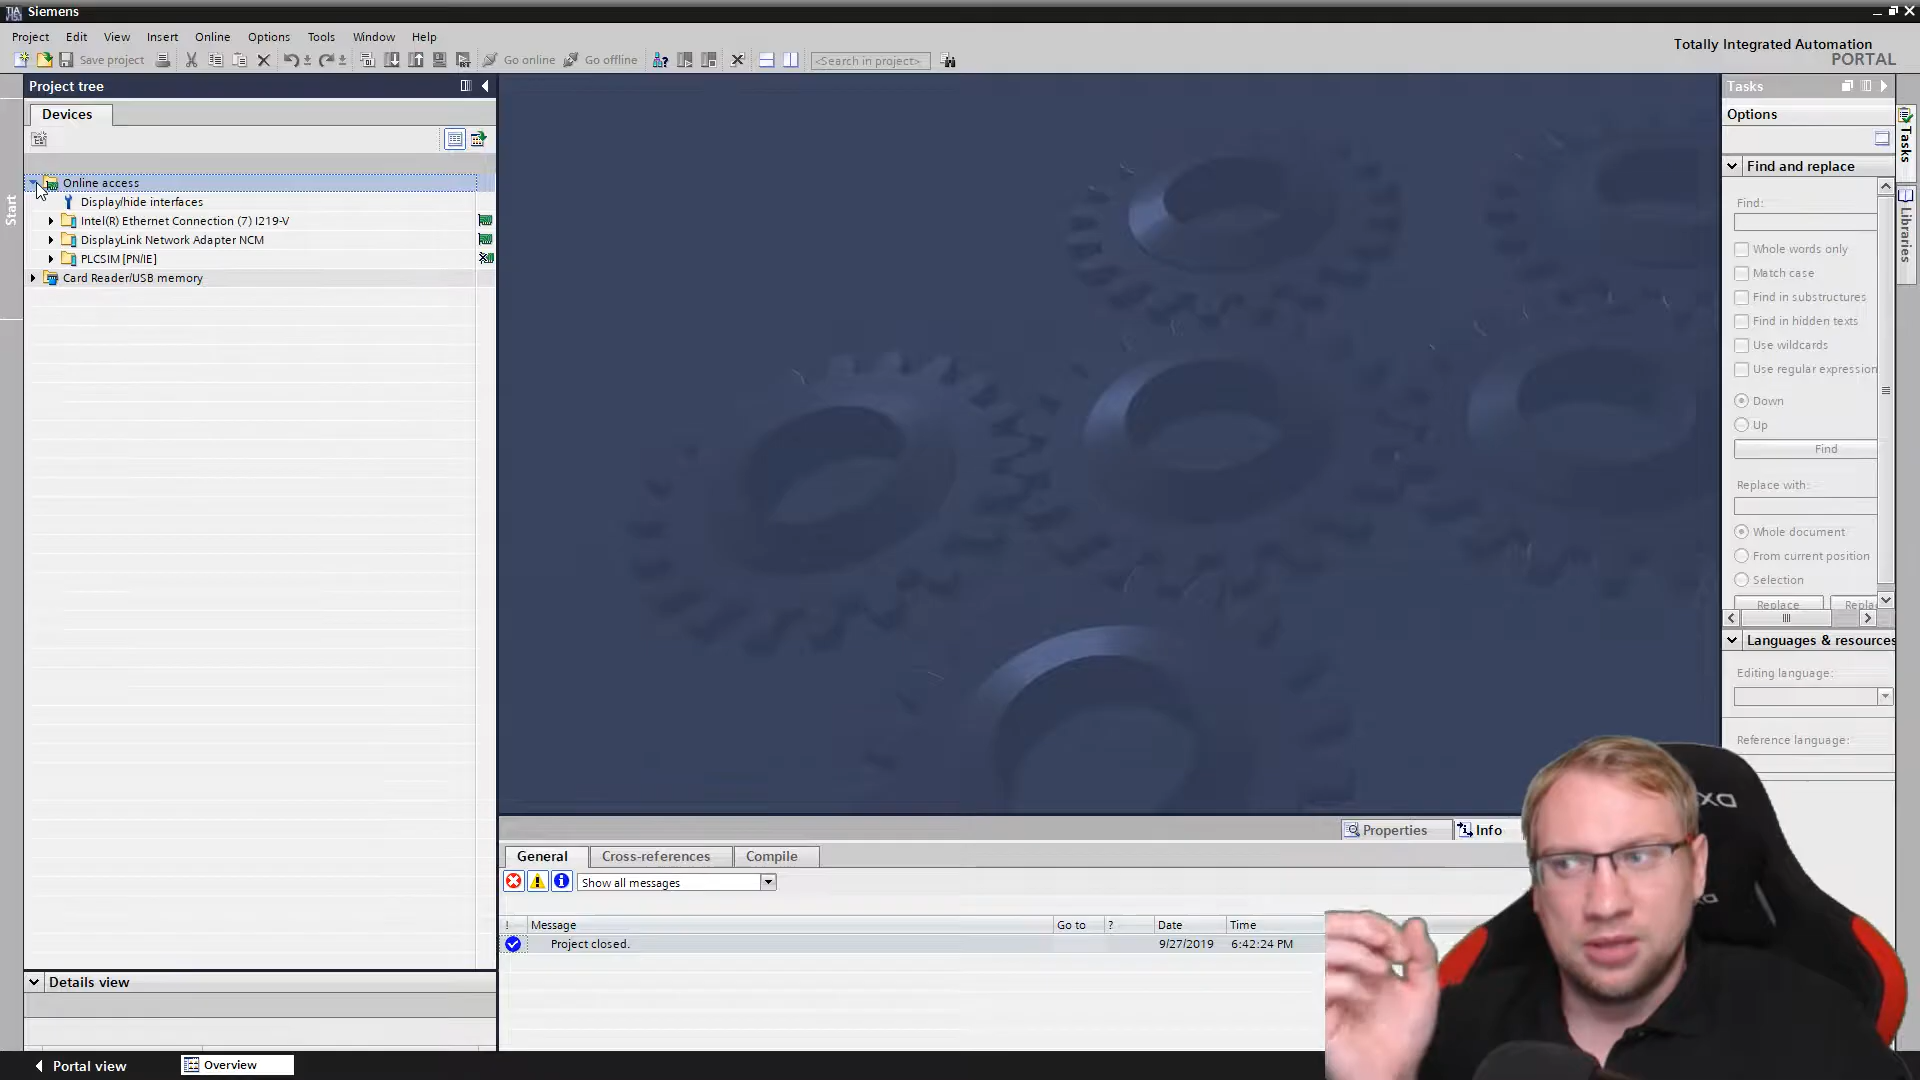 TIA
V15.1
Siemens
Project Edit View Insert Online Options Tools Window Help
Totally Integrated Automation
PORTAL
Save project Go online Go offline <Search in project>
Project tree
Tasks
Devices
Options
Start
Tasks
Libraries
Find and replace
Online access
Display/hide interfaces
Intel(R) Ethernet Connection (7) I219-V
DisplayLink Network Adapter NCM
PLCSIM [PN/IE]
Card Reader/USB memory
Find:
Whole words only
Match case
Find in substructures
Find in hidden texts
Use wildcards
Use regular expression
Down
Up
Find
Replace with:
Whole document
From current position
Selection
Replace
Languages & resources
Editing language:
Reference language:
Properties Info
General Cross-references Compile
Show all messages
! Message Go to ? Date Time
Project closed. 9/27/2019 6:42:24 PM
Details view
Portal view Overview